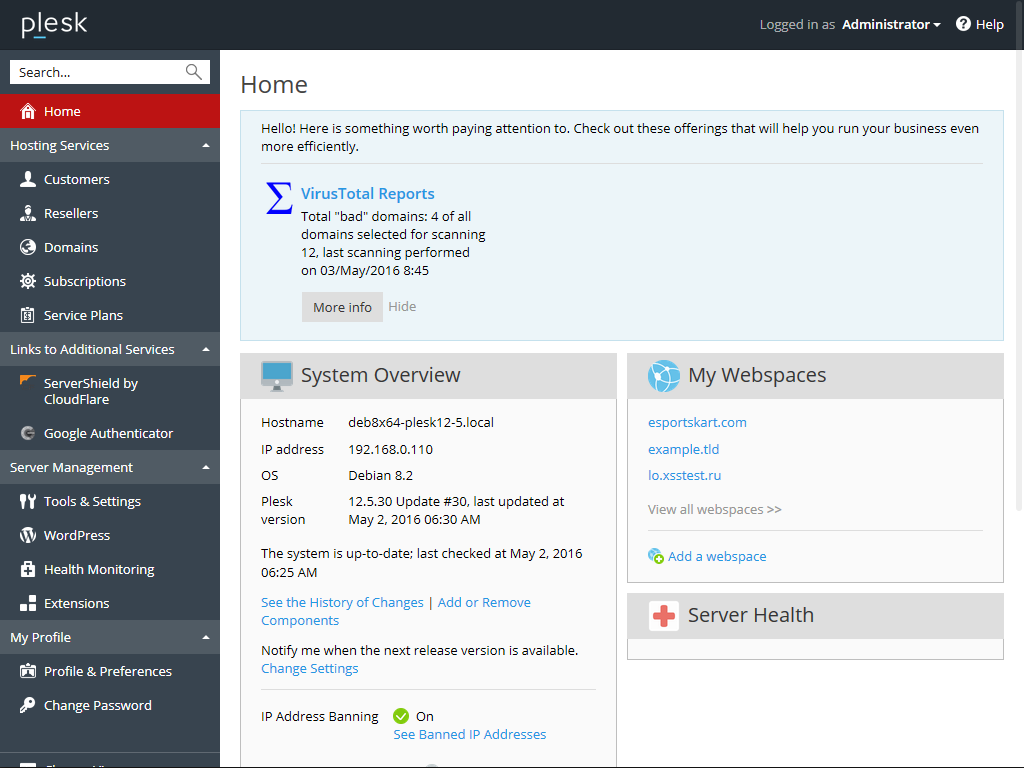 plesk
Logged in as Administrator
Help
Search...
Home
Hosting Services
Customers
Resellers
Domains
Subscriptions
Service Plans
Links to Additional Services
ServerShield by
CloudFlare
Google Authenticator
Server Management
Tools & Settings
WordPress
Health Monitoring
Extensions
My Profile
Profile & Preferences
Change Password
Home
Hello! Here is something worth paying attention to. Check out these offerings that will help you run your business even
more efficiently.
VirusTotal Reports
Total "bad" domains: 4 of all
domains selected for scanning
12, last scanning performed
on 03/May/2016 8:45
More info
Hide
System Overview
Hostname deb8x64-plesk12-5.local
IP address 192.168.0.110
OS Debian 8.2
Plesk 12.5.30 Update #30, last updated at
version May 2, 2016 06:30 AM
The system is up-to-date; last checked at May 2, 2016
06:25 AM
See the History of Changes | Add or Remove
Components
Notify me when the next release version is available.
Change Settings
IP Address Banning On
See Banned IP Addresses
My Webspaces
esportskart.com
example.tld
lo.xsstest.ru
View all webspaces >>
Add a webspace
Server Health